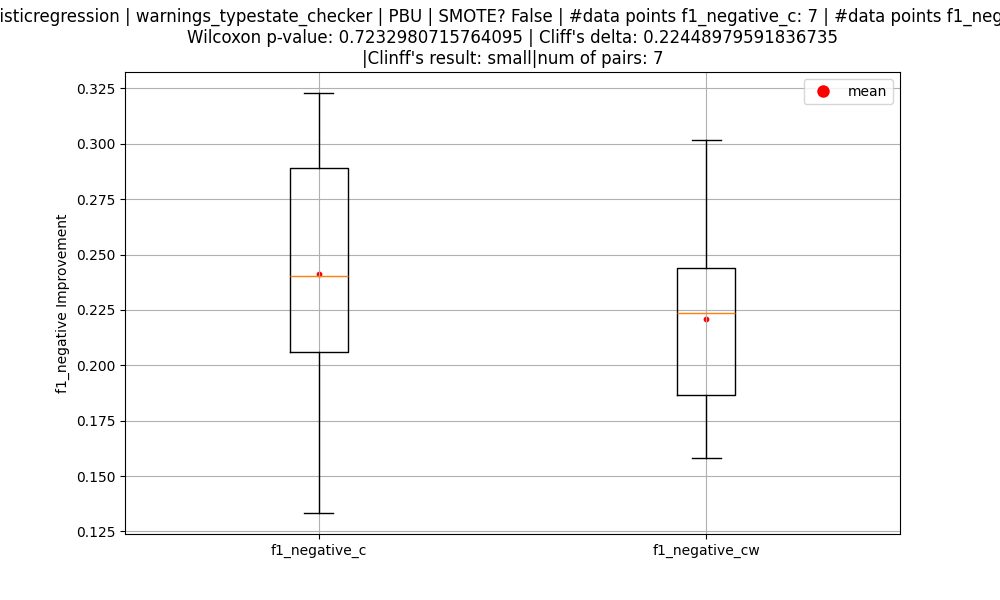 isticregression | warnings_typestate_checker | PBU | SMOTE? False | #data points f1_negative_c: 7 | #data points f1_neg
Wilcoxon p-value: 0.7232980715764095 | Cliff's delta: 0.22448979591836735
|Clinff's result: small|num of pairs: 7
mean
0.325
0.300
0.275
0.250
0.225
0.200
0.175
0.150
0.125
f1_negative Improvement
f1_negative_c
f1_negative_cw